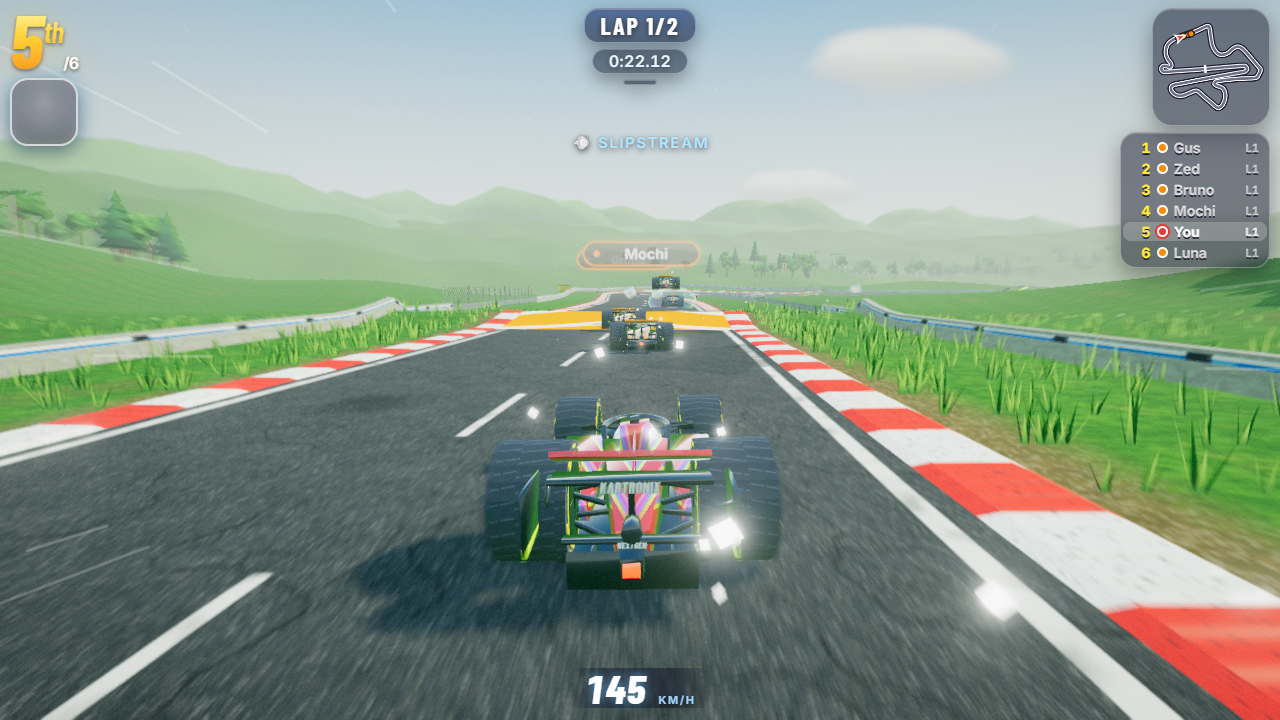 5th
/6
LAP 1/2
0:22.12
SLIPSTREAM
1 Gus L1
2 Zed L1
3 Bruno L1
4 Mochi L1
5 You L1
6 Luna L1
Mochi
KARTRONIX
NEXTGEN
145 KM/H